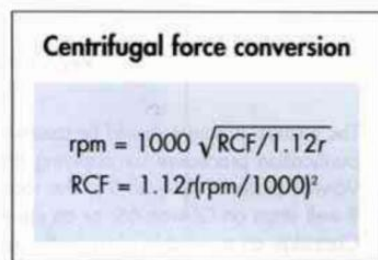 Centrifugal force conversion
rpm = 1000 √RCF/1.12r
RCF = 1.12r(rpm/1000)²